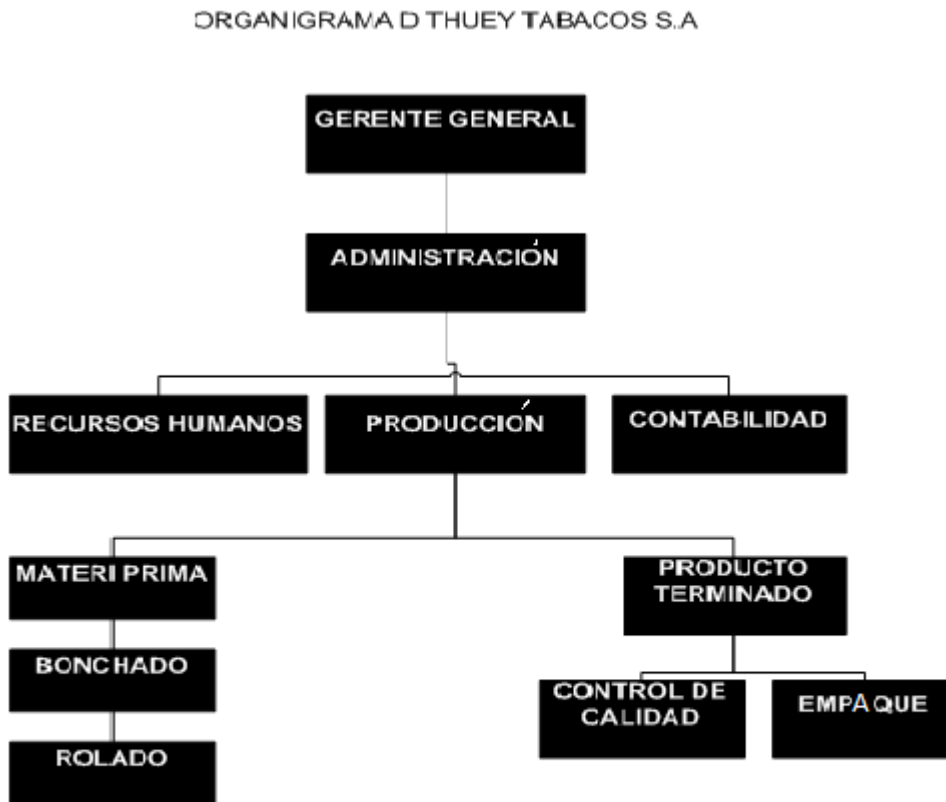 ORGANIGRAMA D THUEY TABACOS S.A
GERENTE GENERAL
ADMINISTRACIÓN
RECURSOS HUMANOS
PRODUCCIÓN
CONTABILIDAD
MATERI PRIMA
PRODUCTO
TERMINADO
BONCHADO
CONTROL DE
CALIDAD
EMPAQUE
ROLADO